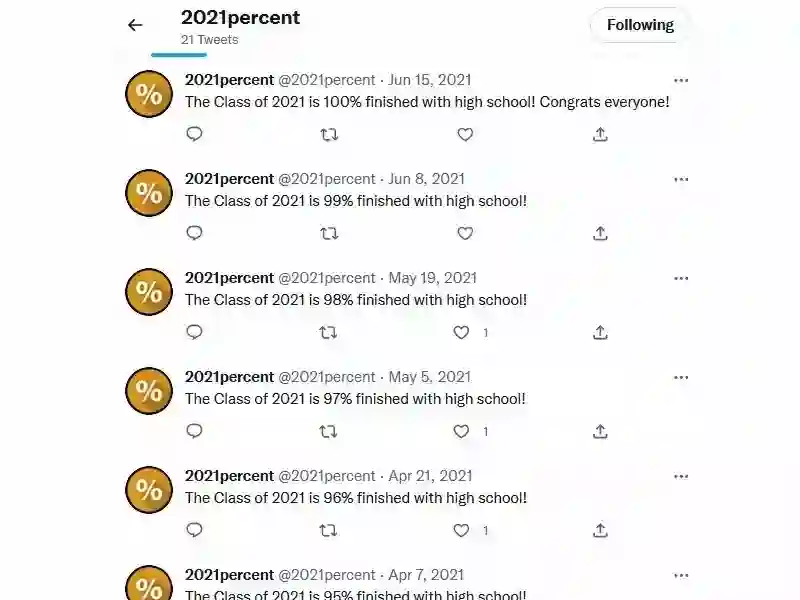 2021percent
21 Tweets
Following
2021percent @2021percent · Jun 15, 2021
The Class of 2021 is 100% finished with high school! Congrats everyone!
%
2021percent @2021percent · Jun 8, 2021
The Class of 2021 is 99% finished with high school!
%
2021percent @2021percent · May 19, 2021
The Class of 2021 is 98% finished with high school!
%
1
2021percent @2021percent · May 5, 2021
The Class of 2021 is 97% finished with high school!
%
1
2021percent @2021percent · Apr 21, 2021
The Class of 2021 is 96% finished with high school!
%
1
2021percent @2021percent · Apr 7, 2021
The Class of 2021 is 95% finished with high school!
%